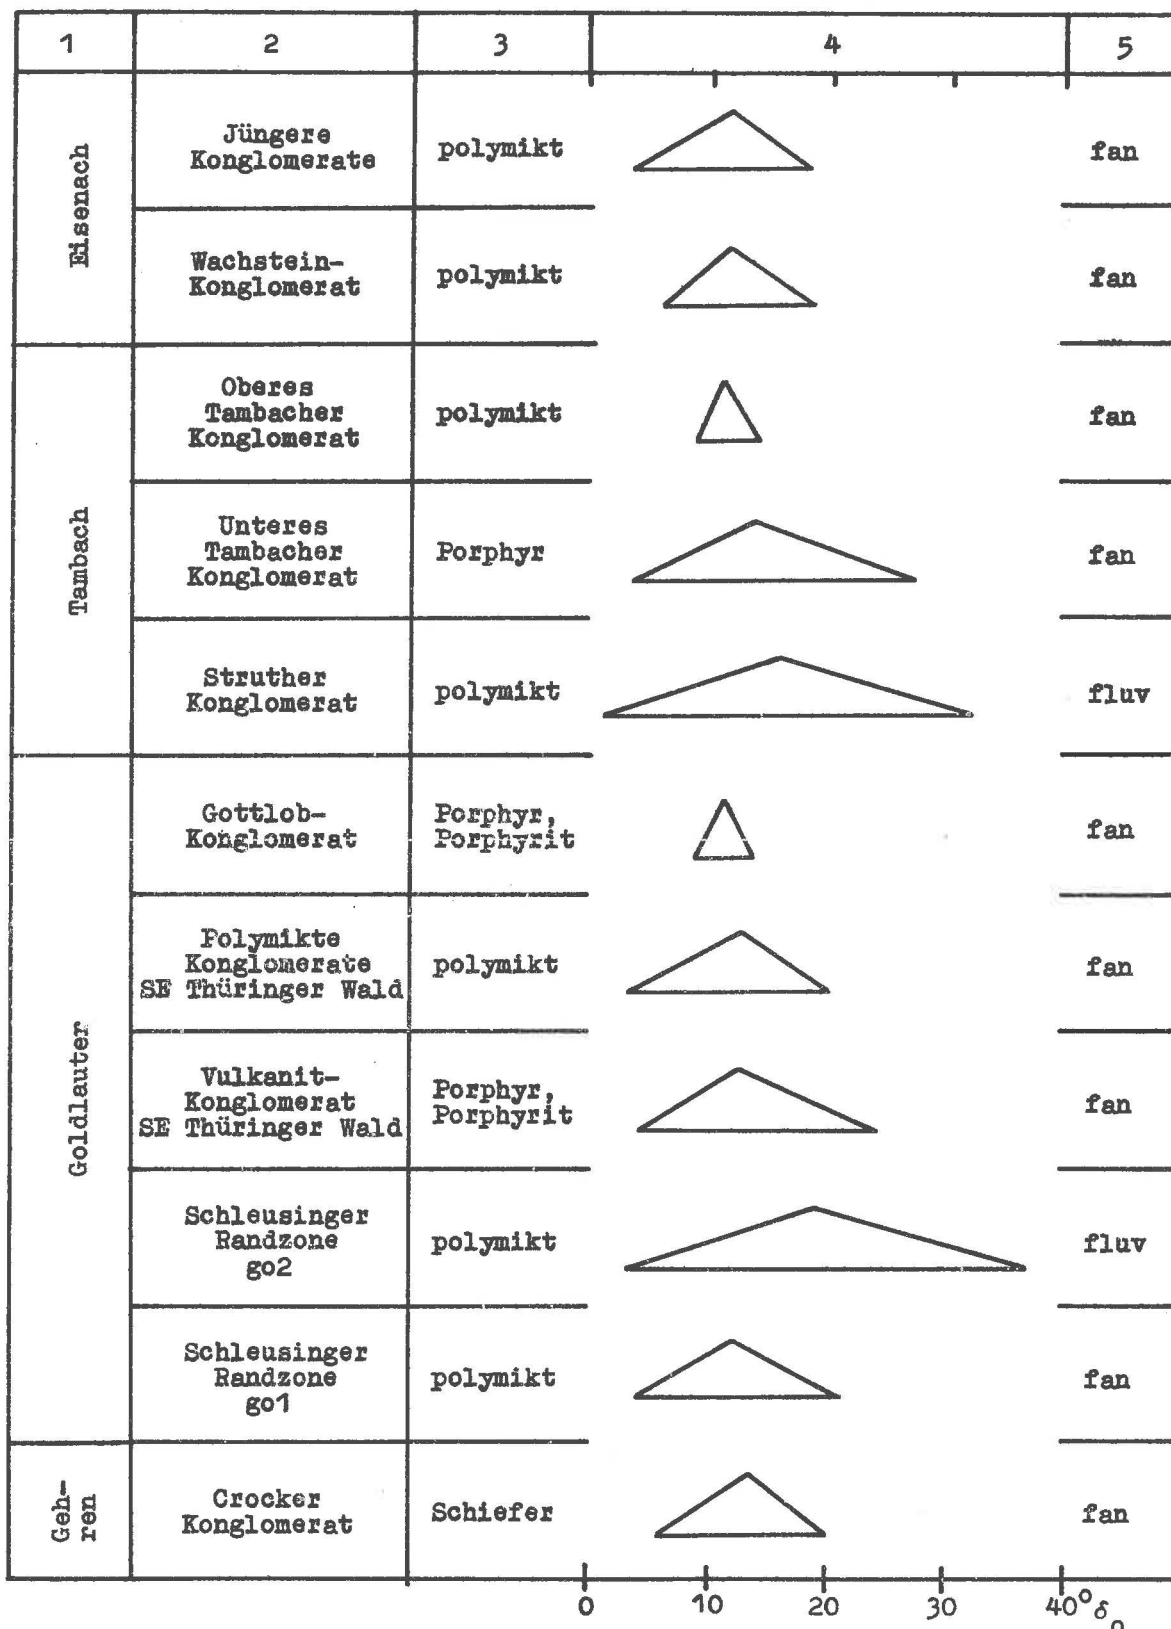 1 2 3 4 5
Eisenach
Jüngere
Konglomerate
polymikt
fan
Wachstein-
Konglomerat
polymikt
fan
Tambach
Oberes
Tambacher
Konglomerat
polymikt
fan
Unteres
Tambacher
Konglomerat
Porphyr
fan
Struther
Konglomerat
polymikt
fluv
Goldlauter
Gottlob-
Konglomerat
Porphyr,
Porphyrit
fan
Polymikte
Konglomerate
SE Thüringer Wald
polymikt
fan
Vulkanit-
Konglomerat
SE Thüringer Wald
Porphyr,
Porphyrit
fan
Schleusinger
Randzone
go2
polymikt
fluv
Schleusinger
Randzone
go1
polymikt
fan
Geh-
ren
Crocker
Konglomerat
Schiefer
fan
0 10 20 30 40° δo